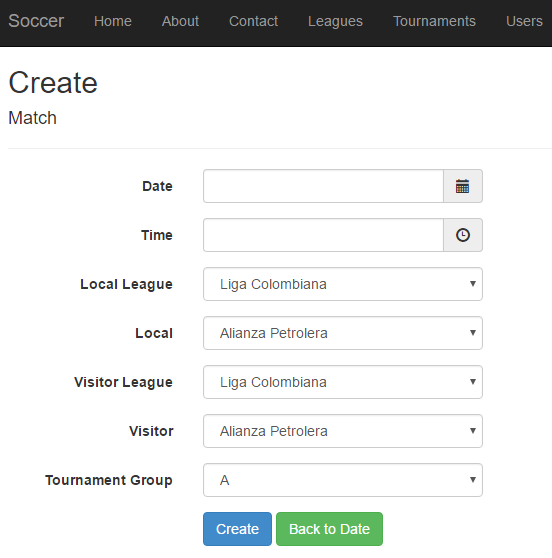 Soccer Home About Contact Leagues Tournaments Users
Create
Match
Date
Time
Local League Liga Colombiana
Local Alianza Petrolera
Visitor League Liga Colombiana
Visitor Alianza Petrolera
Tournament Group A
Create Back to Date